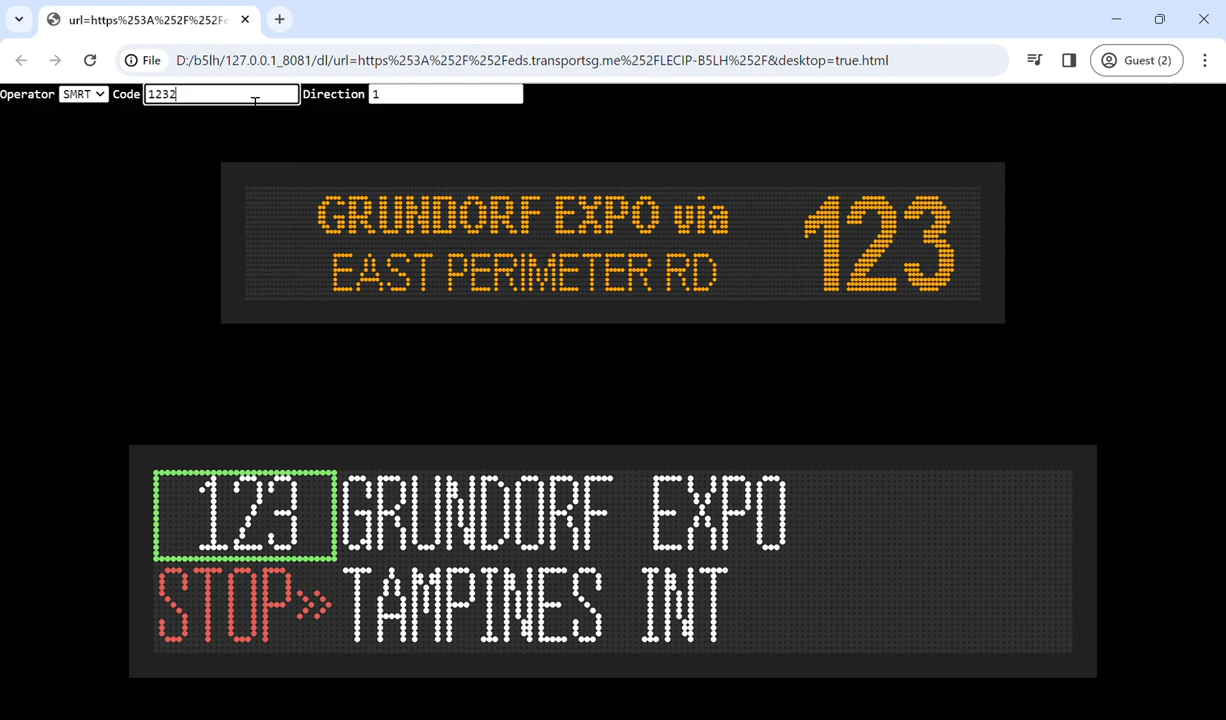 url=https%253A%252F%252Fe
File
D:/b5lh/127.0.0.1_8081/dl/url=https%253A%252F%252Feds.transportsg.me%252FLECIP-B5LH%252F&desktop=true.html
Guest (2)
Operator SMRT Code 1232 Direction 1
GRUNDORF EXPO via 123
EAST PERIMETER RD
123 GRUNDORF EXPO
STOP>> TAMPINES INT